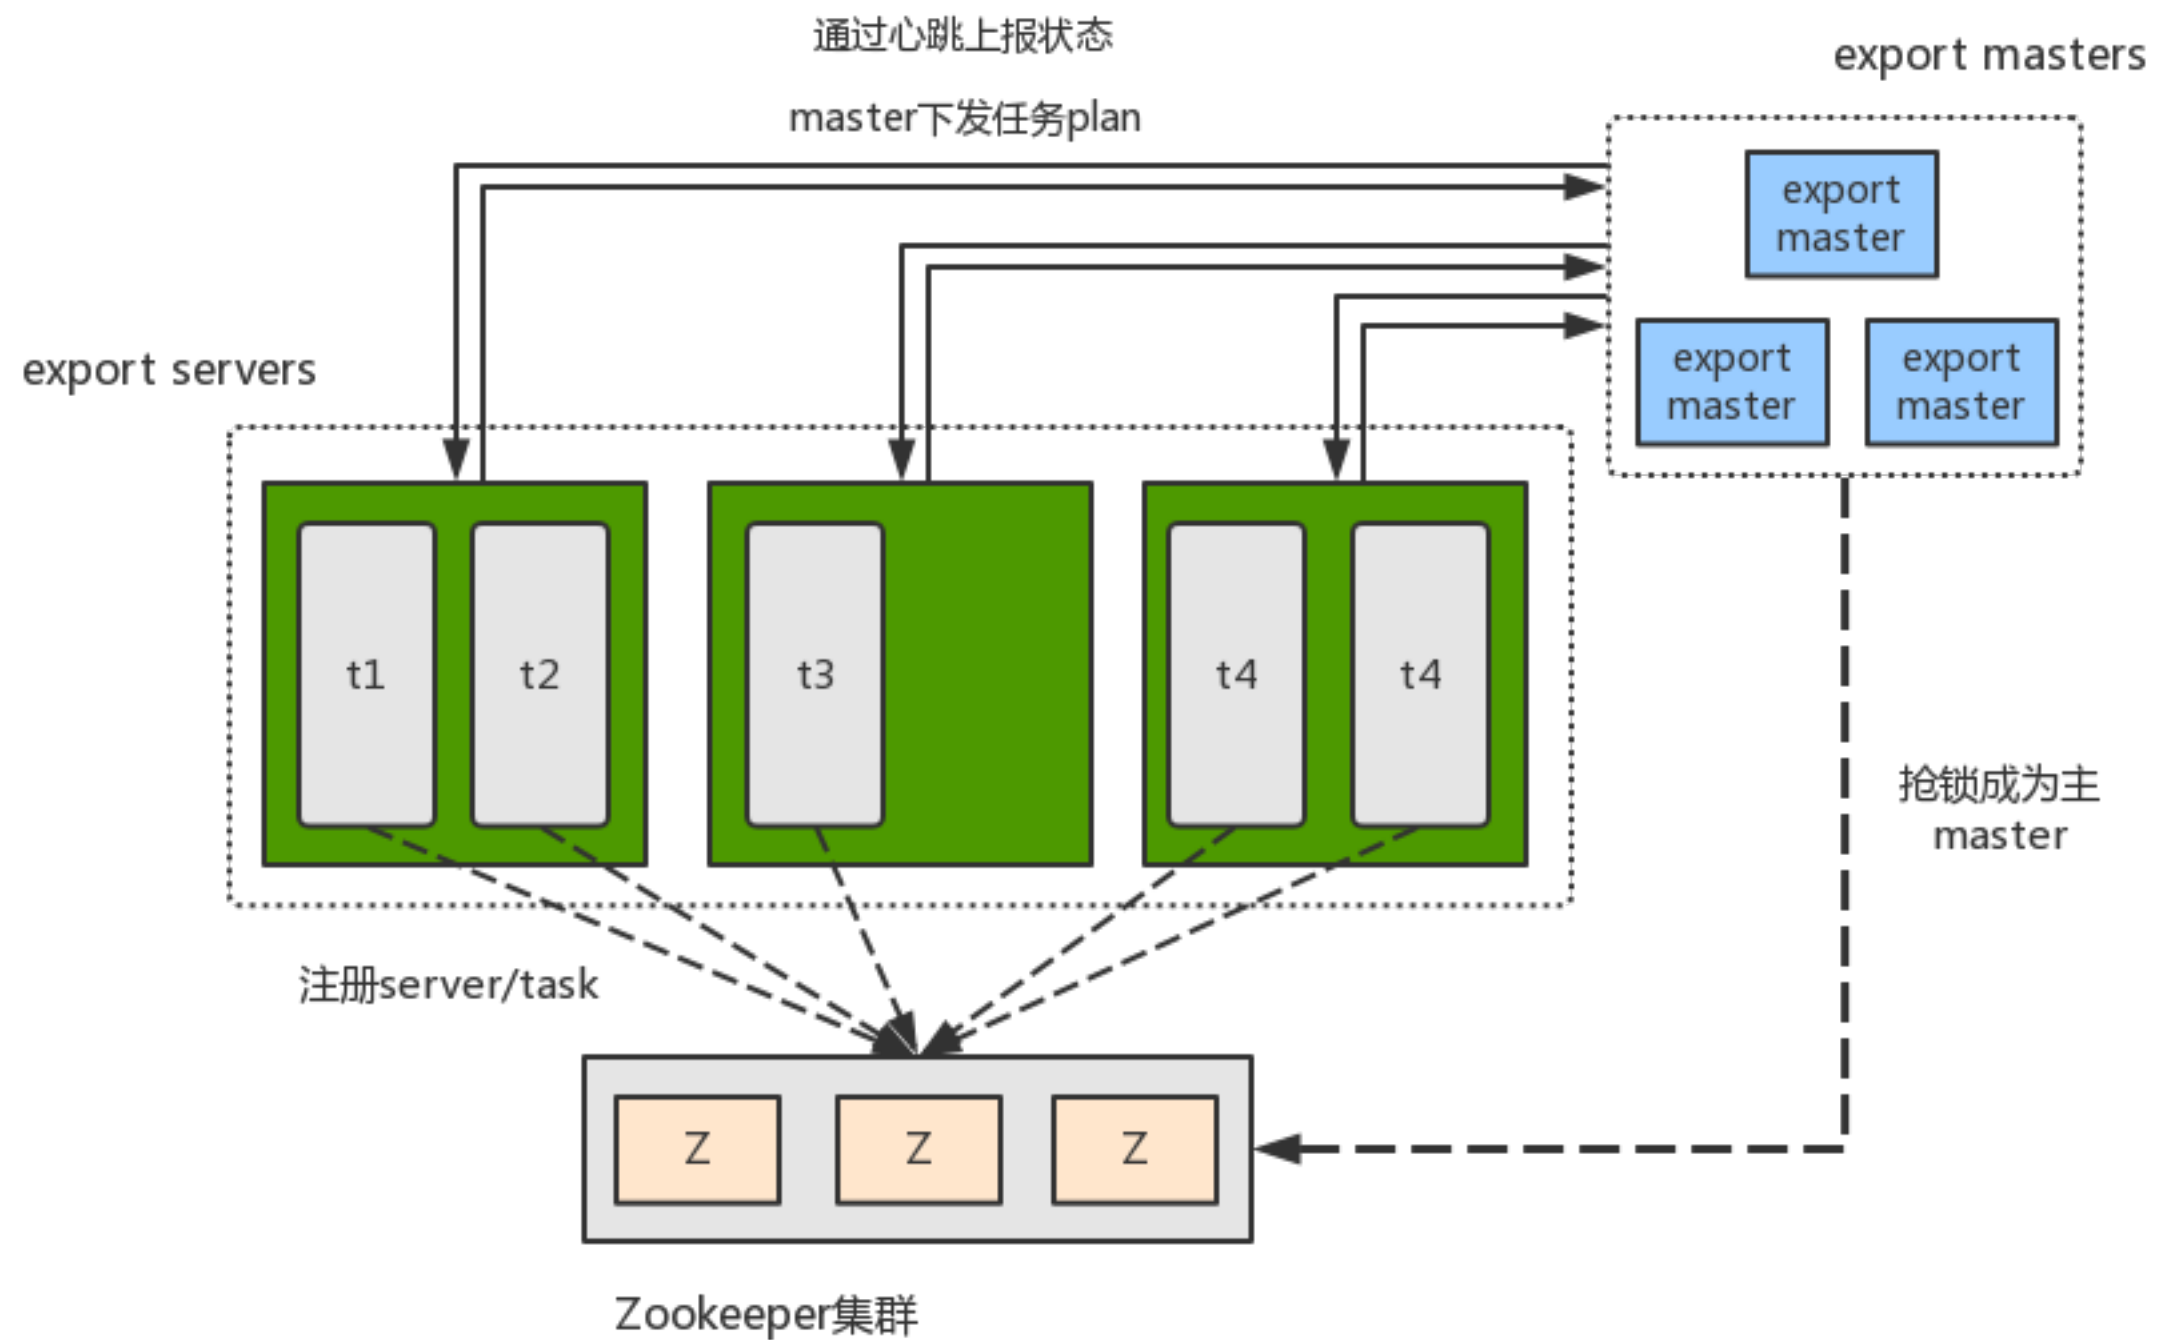 通过心跳上报状态
export masters
master下发任务plan
export
master
export
master
export
master
export servers
t1
t2
t3
t4
t4
抢锁成为主
master
注册server/task
Z
Z
Z
Zookeeper集群